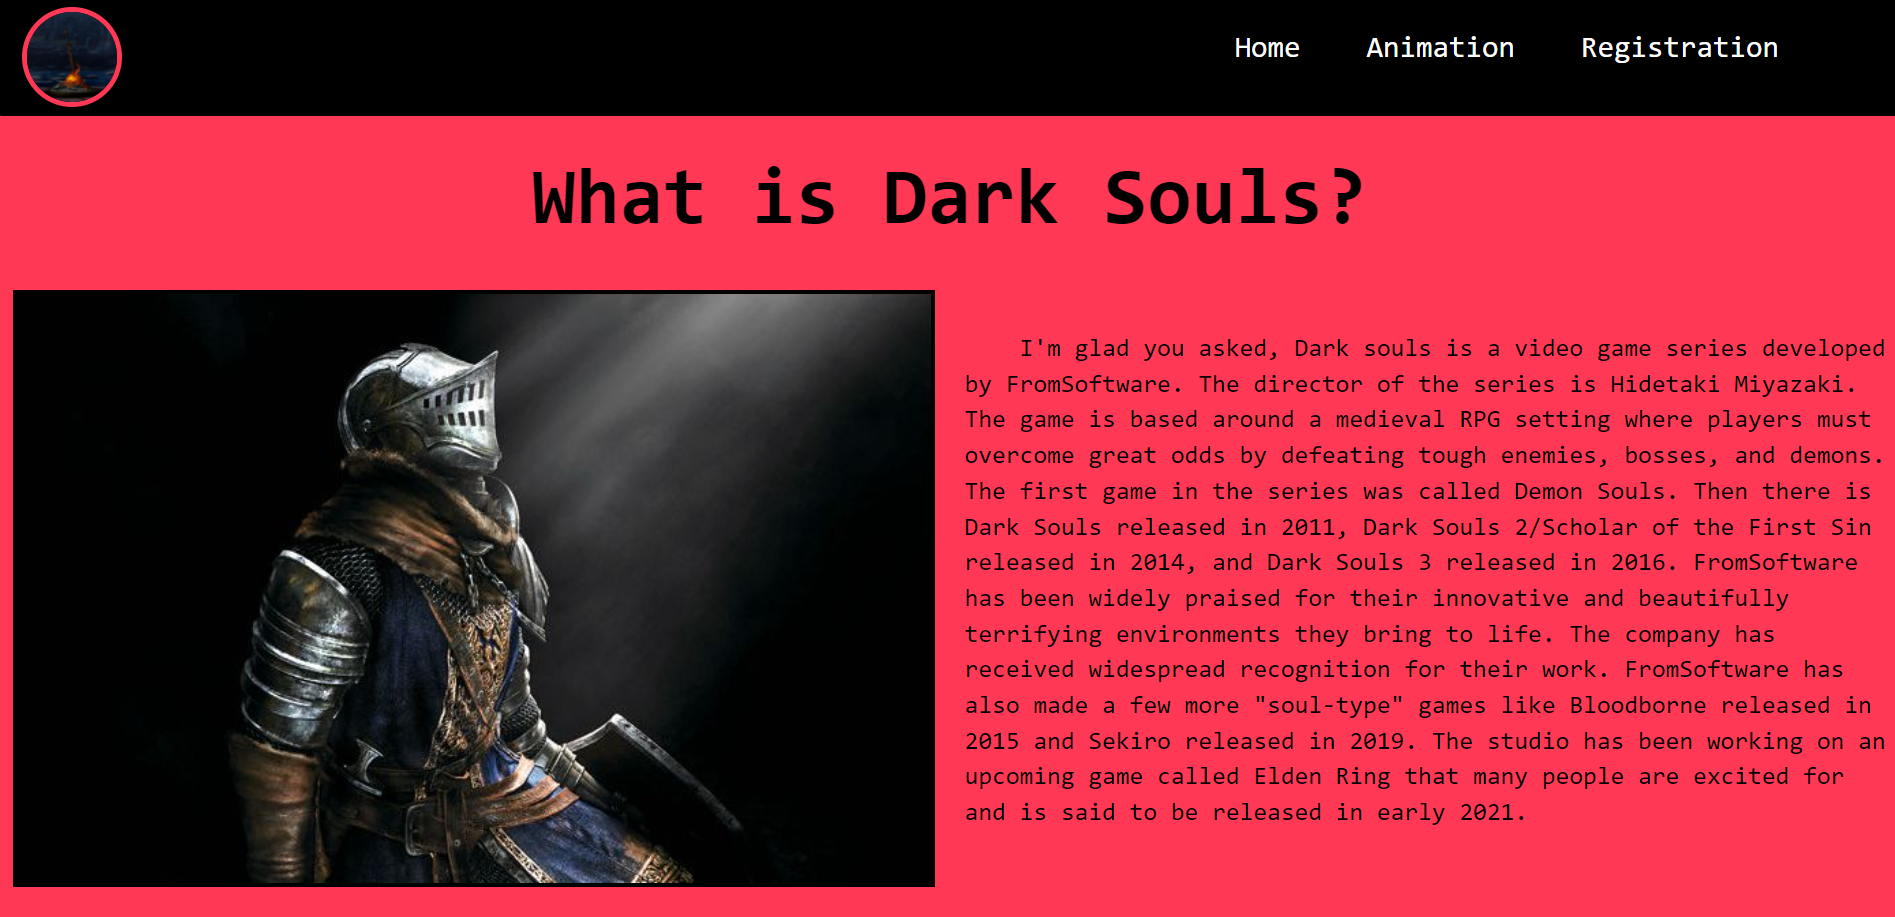 Home Animation Registration
What is Dark Souls?
I'm glad you asked, Dark souls is a video game series developed
by FromSoftware. The director of the series is Hidetaki Miyazaki.
The game is based around a medieval RPG setting where players must
overcome great odds by defeating tough enemies, bosses, and demons.
The first game in the series was called Demon Souls. Then there is
Dark Souls released in 2011, Dark Souls 2/Scholar of the First Sin
released in 2014, and Dark Souls 3 released in 2016. FromSoftware
has been widely praised for their innovative and beautifully
terrifying environments they bring to life. The company has
received widespread recognition for their work. FromSoftware has
also made a few more "soul-type" games like Bloodborne released in
2015 and Sekiro released in 2019. The studio has been working on an
upcoming game called Elden Ring that many people are excited for
and is said to be released in early 2021.